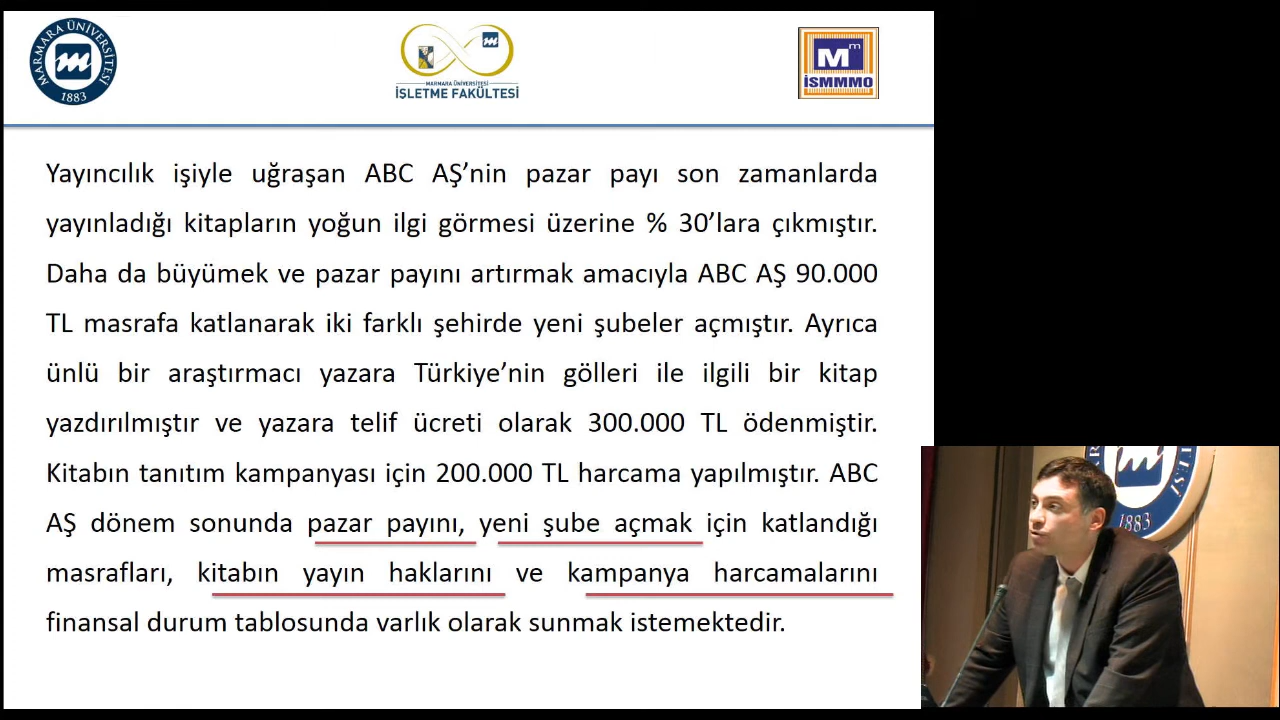 MARMARA ÜNİVERSİTESİ
1883
MARMARA ÜNİVERSİTESİ
İŞLETME FAKÜLTESİ
Mm
İSMMMO
Yayıncılık işiyle uğraşan ABC AŞ’nin pazar payı son zamanlarda
yayınladığı kitapların yoğun ilgi görmesi üzerine % 30’lara çıkmıştır.
Daha da büyümek ve pazar payını artırmak amacıyla ABC AŞ 90.000
TL masrafa katlanarak iki farklı şehirde yeni şubeler açmıştır. Ayrıca
ünlü bir araştırmacı yazara Türkiye’nin gölleri ile ilgili bir kitap
yazdırılmıştır ve yazara telif ücreti olarak 300.000 TL ödenmiştir.
Kitabın tanıtım kampanyası için 200.000 TL harcama yapılmıştır. ABC
AŞ dönem sonunda pazar payını, yeni şube açmak için katlandığı
masrafları, kitabın yayın haklarını ve kampanya harcamalarını
finansal durum tablosunda varlık olarak sunmak istemektedir.
1883